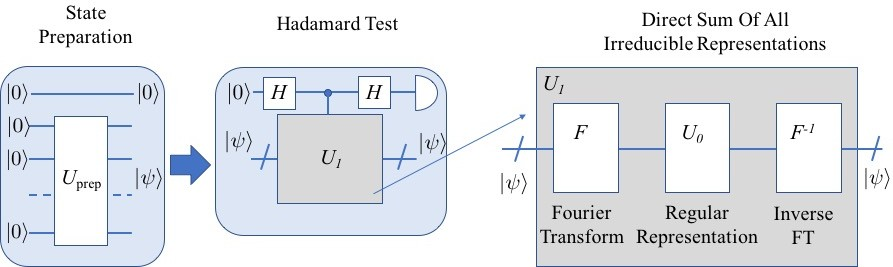 State
Preparation
|0⟩ |0⟩
|0⟩
|0⟩
U_prep |ψ⟩
|0⟩
Hadamard Test
|0⟩ H H
|ψ⟩ U_1 |ψ⟩
Direct Sum Of All
Irreducible Representations
U_1
F U_0 F^-1
|ψ⟩ |ψ⟩
Fourier Regular Inverse
Transform Representation FT